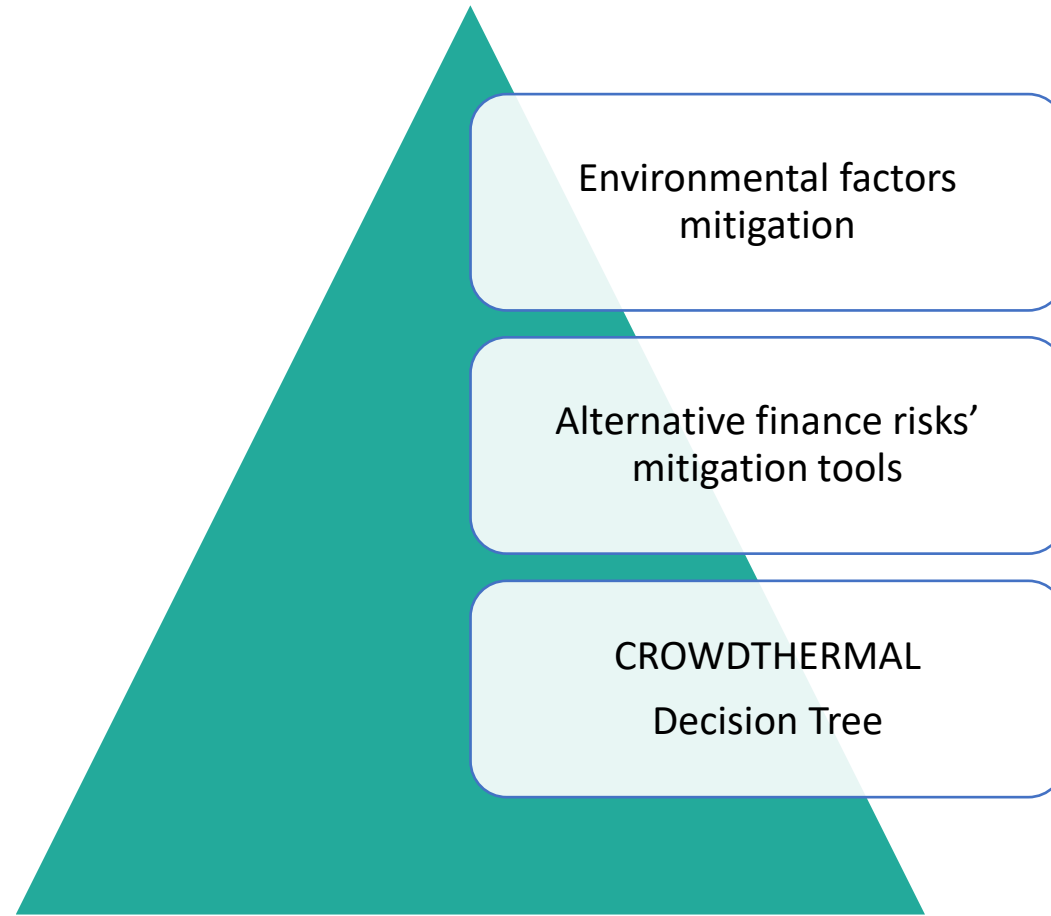 Environmental factors
mitigation
Alternative finance risks’
mitigation tools
CROWDTHERMAL
Decision Tree